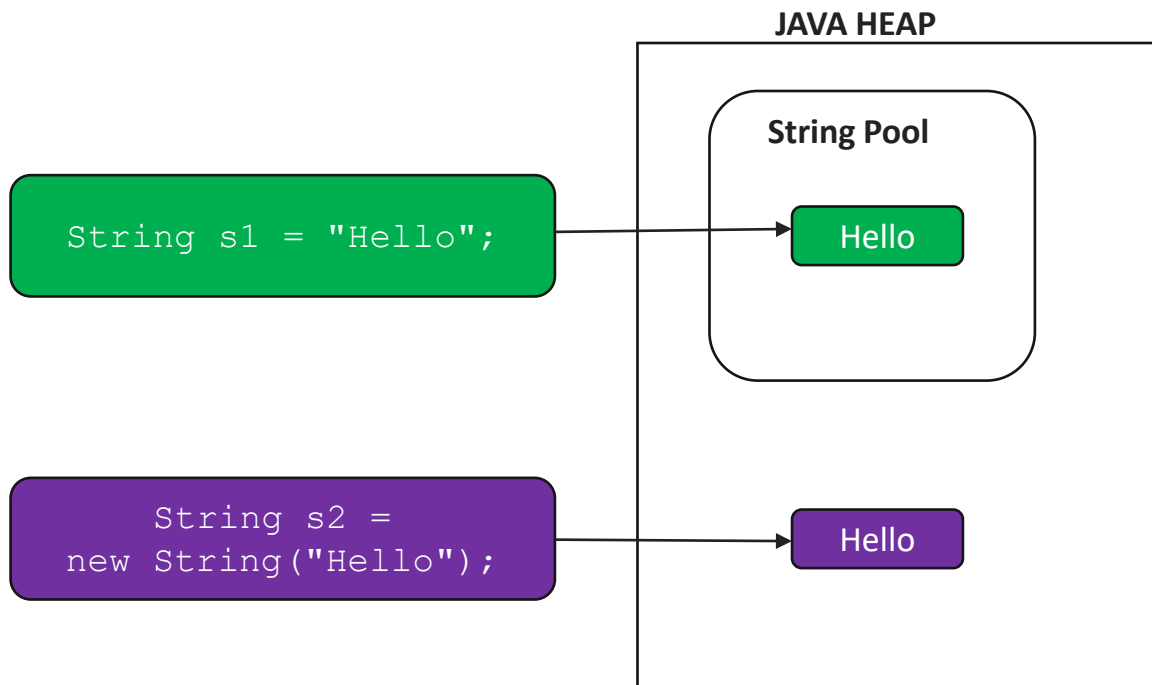 JAVA HEAP
String Pool
String s1 = "Hello";
Hello
String s2 =
new String("Hello");
Hello